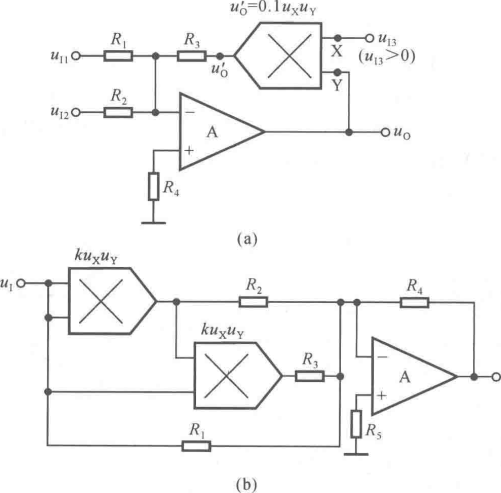 u′O=0.1uXuY
R1
R3
uI1
u′O
X
uI3
(uI3>0)
Y
R2
uI2
−
A
+
uO
R4
(a)
kuXuY
uI
R2
R4
kuXuY
R3
−
A
+
R1
R5
(b)